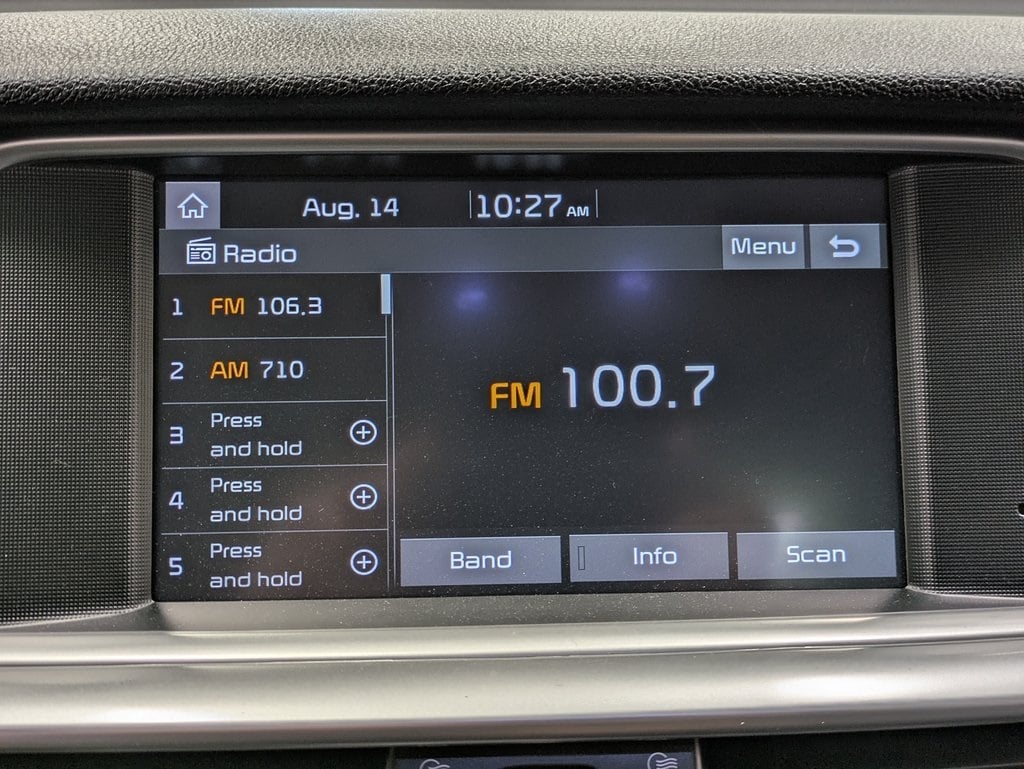 Aug. 14 10:27 AM
Radio Menu
1 FM 106.3
2 AM 710
3 Press
and hold
4 Press
and hold
5 Press
and hold
FM 100.7
Band Info Scan